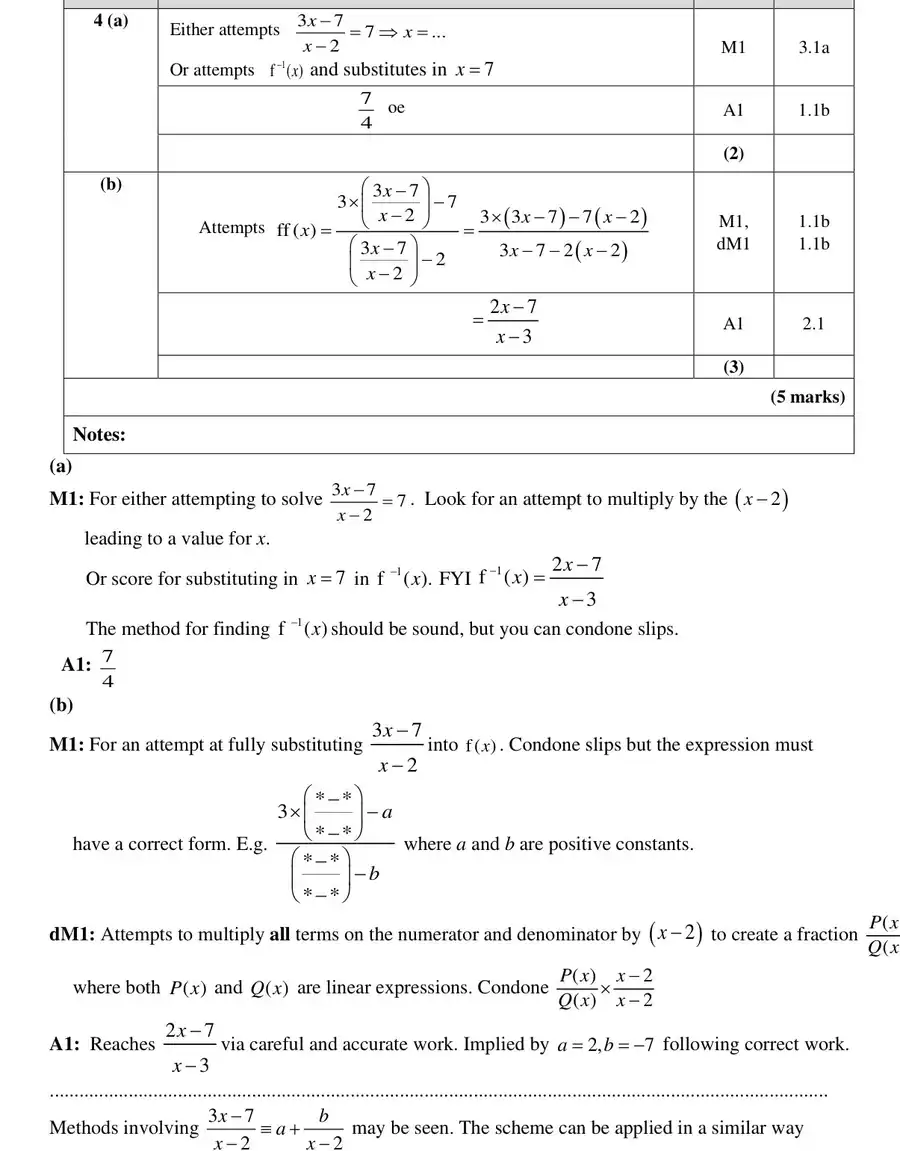 4 (a)
Either attempts (3x − 7)/(x − 2) = 7 ⇒ x = ...
Or attempts f⁻¹(x) and substitutes in x = 7
M1
3.1a
7/4 oe
A1
1.1b
(2)
(b)
Attempts ff(x) = (3×((3x − 7)/(x − 2)) − 7)/(((3x − 7)/(x − 2)) − 2) = (3×(3x − 7) − 7(x − 2))/(3x − 7 − 2(x − 2))
M1,
dM1
1.1b
1.1b
= (2x − 7)/(x − 3)
A1
2.1
(3)
(5 marks)
Notes:
(a)
M1: For either attempting to solve (3x − 7)/(x − 2) = 7 . Look for an attempt to multiply by the (x − 2)
leading to a value for x.
Or score for substituting in x = 7 in f⁻¹(x). FYI f⁻¹(x) = (2x − 7)/(x − 3)
The method for finding f⁻¹(x) should be sound, but you can condone slips.
A1: 7/4
(b)
M1: For an attempt at fully substituting (3x − 7)/(x − 2) into f(x). Condone slips but the expression must
have a correct form. E.g. (3×((* − *)/(* − *)) − a)/(((* − *)/(* − *)) − b) where a and b are positive constants.
dM1: Attempts to multiply all terms on the numerator and denominator by (x − 2) to create a fraction P(x/Q(x
where both P(x) and Q(x) are linear expressions. Condone P(x)/Q(x) × (x − 2)/(x − 2)
A1: Reaches (2x − 7)/(x − 3) via careful and accurate work. Implied by a = 2, b = −7 following correct work.
Methods involving (3x − 7)/(x − 2) ≡ a + b/(x − 2) may be seen. The scheme can be applied in a similar way